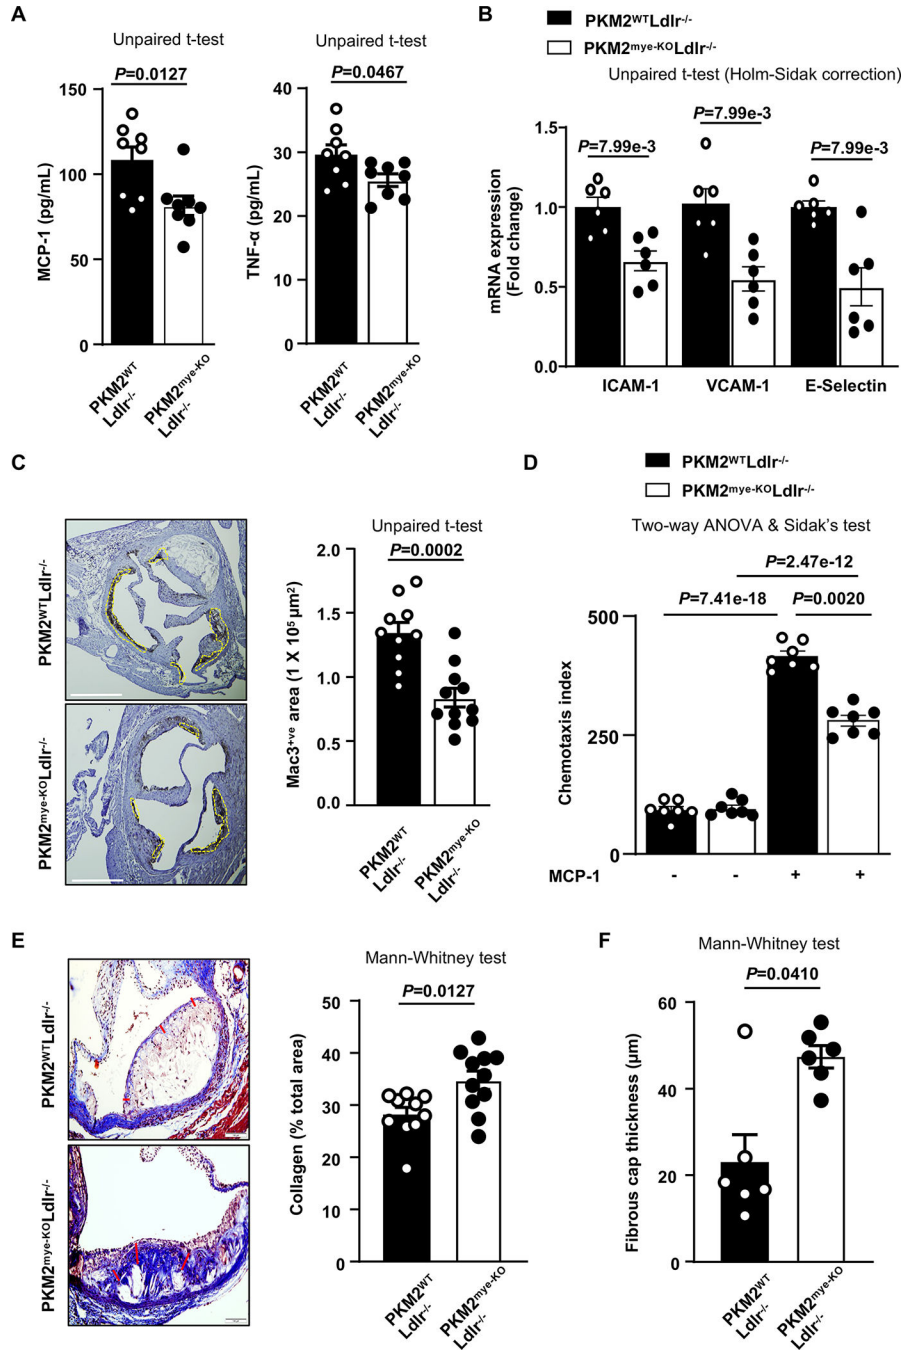 A
Unpaired t-test
P=0.0127
MCP-1 (pg/mL)
150
100
50
0
PKM2WT
Ldlr-/-
PKM2mye-KO
Ldlr-/-
Unpaired t-test
P=0.0467
TNF-α (pg/mL)
40
30
20
10
0
PKM2WT
Ldlr-/-
PKM2mye-KO
Ldlr-/-
B
PKM2WTLdlr-/-
PKM2mye-KOLdlr-/-
Unpaired t-test (Holm-Sidak correction)
P=7.99e-3
P=7.99e-3
P=7.99e-3
mRNA expression
(Fold change)
1.5
1.0
0.5
0.0
ICAM-1
VCAM-1
E-Selectin
C
PKM2WTLdlr-/-
PKM2mye-KOLdlr-/-
Unpaired t-test
P=0.0002
Mac3+ve area (1 X 105 µm2)
2.0
1.5
1.0
0.5
0.0
PKM2WT
Ldlr-/-
PKM2mye-KO
Ldlr-/-
D
PKM2WTLdlr-/-
PKM2mye-KOLdlr-/-
Two-way ANOVA & Sidak's test
P=2.47e-12
P=7.41e-18
P=0.0020
Chemotaxis index
500
250
0
MCP-1
-
-
+
+
E
PKM2WTLdlr-/-
PKM2mye-KOLdlr-/-
Mann-Whitney test
P=0.0127
Collagen (% total area)
50
40
30
20
10
0
PKM2WT
Ldlr-/-
PKM2mye-KO
Ldlr-/-
F
Mann-Whitney test
P=0.0410
Fibrous cap thickness (µm)
60
40
20
0
PKM2WT
Ldlr-/-
PKM2mye-KO
Ldlr-/-